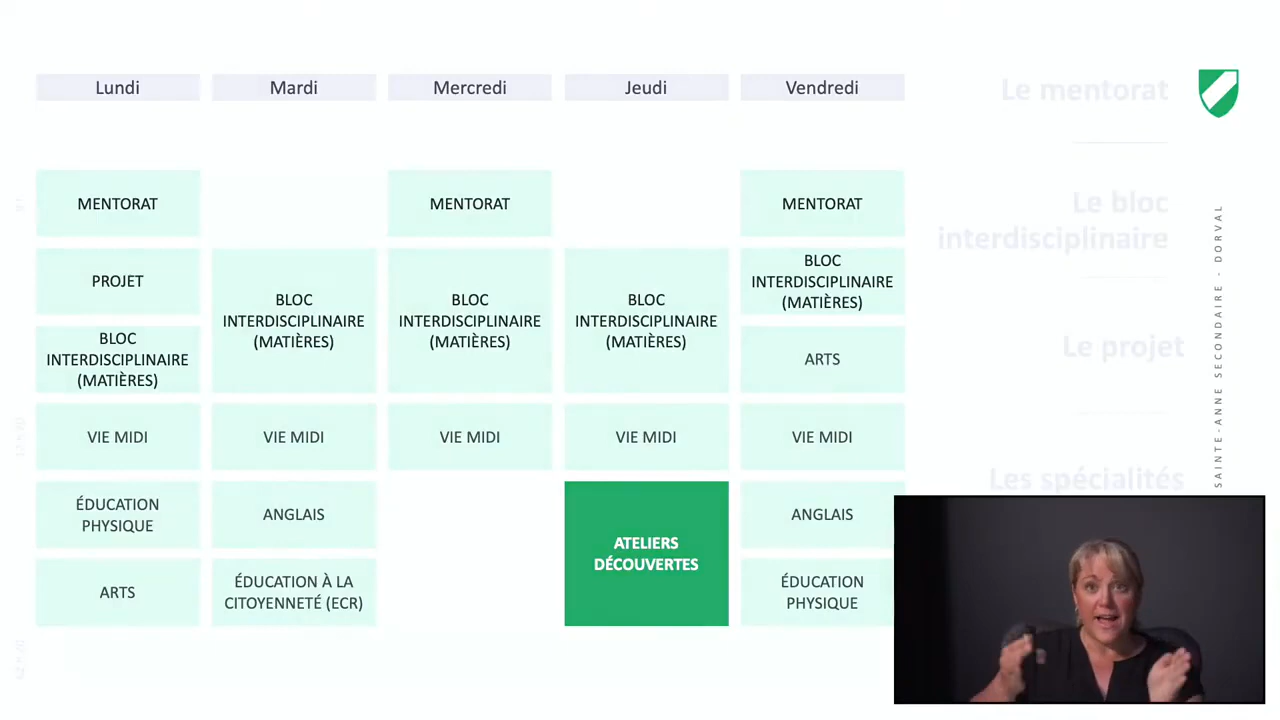 Lundi
Mardi
Mercredi
Jeudi
Vendredi
Le mentorat
MENTORAT
MENTORAT
MENTORAT
Le bloc
interdisciplinaire
PROJET
BLOC
INTERDISCIPLINAIRE
(MATIÈRES)
BLOC
INTERDISCIPLINAIRE
(MATIÈRES)
BLOC
INTERDISCIPLINAIRE
(MATIÈRES)
BLOC
INTERDISCIPLINAIRE
(MATIÈRES)
BLOC
INTERDISCIPLINAIRE
(MATIÈRES)
ARTS
Le projet
VIE MIDI
VIE MIDI
VIE MIDI
VIE MIDI
VIE MIDI
Les spécialités
ÉDUCATION
PHYSIQUE
ANGLAIS
ATELIERS
DÉCOUVERTES
ANGLAIS
ARTS
ÉDUCATION À LA
CITOYENNETÉ (ECR)
ÉDUCATION
PHYSIQUE
SAINTE-ANNE SECONDAIRE - DORVAL